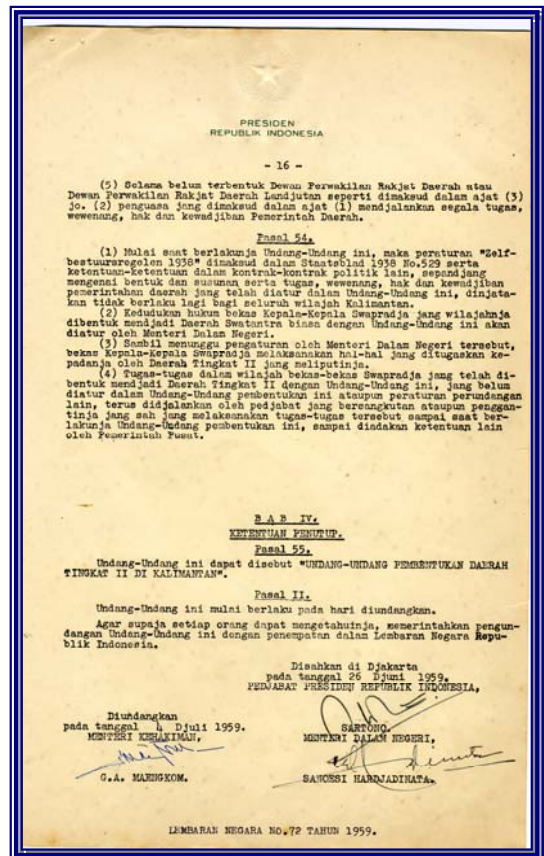 PRESIDEN
REPUBLIK INDONESIA
- 16 -
(5) Selama belum terbentuk Dewan Perwakilan Rakjat Daerah atau
Dewan Perwakilan Rakjat Daerah Landjutan seperti dimaksud dalam ajat (3)
jo. (2) penguasa jang dimaksud dalam ajat (1) mendjalankan segala tugas,
wewenang, hak dan kewadjiban Pemerintah Daerah.
Pasal 54.
(1) Mulai saat berlakunja Undang-Undang ini, maka peraturan "Zelf-
bestuursregelen 1938" dimaksud dalam Staatsblad 1938 No.529 serta
ketentuan-ketentuan dalam kontrak-kontrak politik lain, sepandjang
mengenai bentuk dan susunan serta tugas, wewenang, hak dan kewadjiban
pemerintahan daerah jang telah diatur dalam Undang-Undang ini, dinjata-
kan tidak berlaku lagi bagi seluruh wilajah Kalimantan.
(2) Kedudukan hukum bekas Kepala-Kepala Swapradja jang wilajahnja
dibentuk mendjadi Daerah Swatantra biasa dengan Undang-Undang ini akan
diatur oleh Menteri Dalam Negeri.
(3) Sambil menunggu pengaturan oleh Menteri Dalam Negeri tersebut,
bekas Kepala-Kepala Swapradja melaksanakan hal-hal jang ditugaskan ke-
padanja oleh Daerah Tingkat II jang meliputinja.
(4) Tugas-tugas dalam wilajah bekas-bekas Swapradja jang telah di-
bentuk mendjadi Daerah Tingkat II dengan Undang-Undang ini, jang belum
diatur dalam Undang-Undang pembentukan ini ataupun peraturan perundangan
lain, terus didjalankan oleh pedjabat jang bersangkutan ataupun penggan-
tinja jang sah jang melaksanakan tugas-tugas tersebut sampai saat ber-
lakunja Undang-Undang pembentukan ini, sampai diadakan ketentuan lain
oleh Pemerintah Pusat.
B A B IV.
KETENTUAN PENUTUP.
Pasal 55.
Undang-Undang ini dapat disebut "UNDANG-UNDANG PEMBENTUKAN DAERAH
TINGKAT II DI KALIMANTAN".
Pasal II.
Undang-Undang ini mulai berlaku pada hari diundangkan.
Agar supaja setiap orang dapat mengetahuinja, memerintahkan pengun-
dangan Undang-Undang ini dengan penempatan dalam Lembaran Negara Repu-
blik Indonesia.
Disahkan di Djakarta
pada tanggal 26 Djuni 1959.
PEDJABAT PRESIDEN REPUBLIK INDONESIA,
SARTONO.
Diundangkan
pada tanggal 4 Djuli 1959.
MENTERI KEHAKIMAN,
G.A. MAENGKOM.
MENTERI DALAM NEGERI,
SANOESI HARDJADINATA.
LEMBARAN NEGARA NO.72 TAHUN 1959.